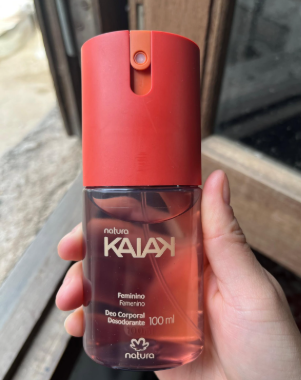 natura
KAIAK
Feminino
Femenino
Deo Corporal
Desodorante 100 ml
natura